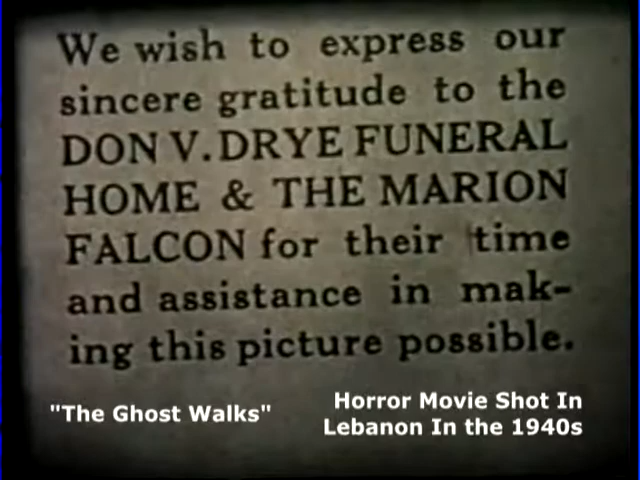 We wish to express our
sincere gratitude to the
DON V. DRYE FUNERAL
HOME & THE MARION
FALCON for their time
and assistance in mak-
ing this picture possible.
"The Ghost Walks"
Horror Movie Shot In
Lebanon In the 1940s